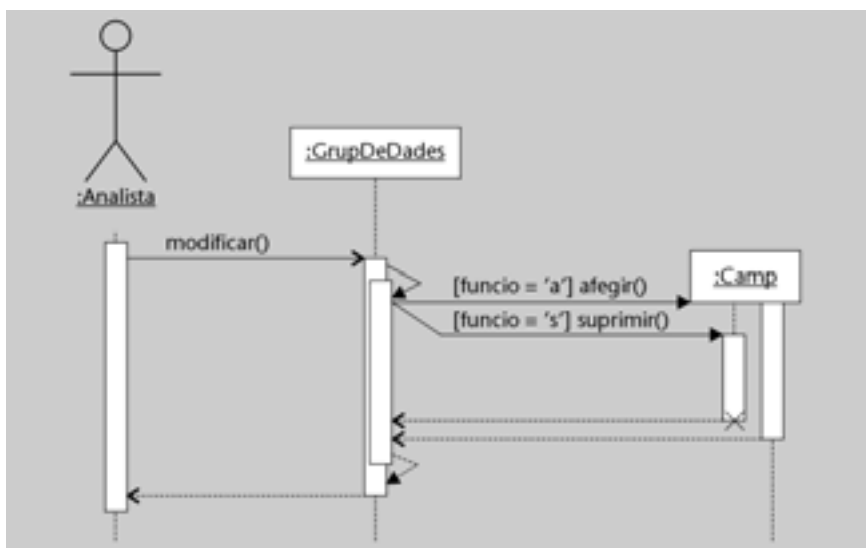 :GrupDeDades
:Analista
modificar()
:Camp
[funcio = 'a'] afegir()
[funcio = 's'] suprimir()